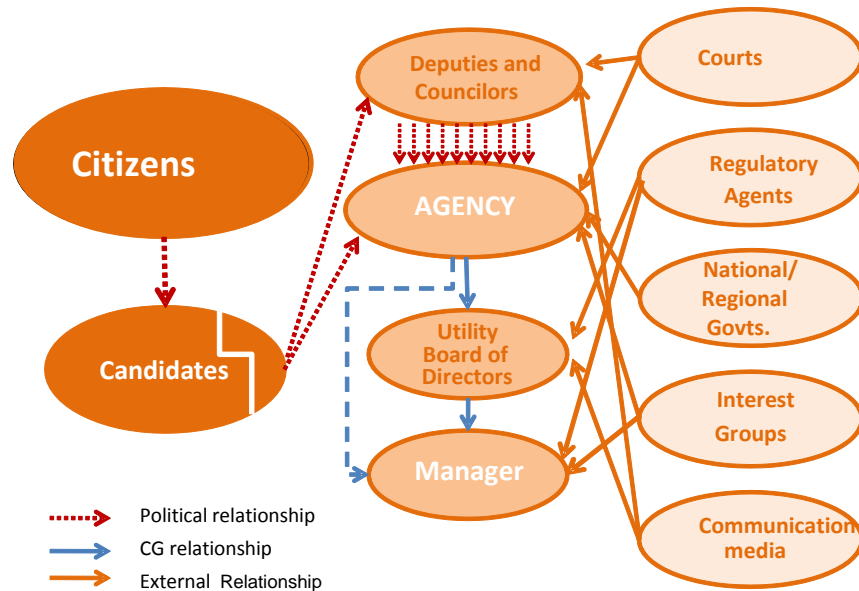 Citizens
Candidates
Deputies and
Councilors
AGENCY
Utility
Board of
Directors
Manager
Courts
Regulatory
Agents
National/
Regional
Govts.
Interest
Groups
Communication
media
Political relationship
CG relationship
External Relationship